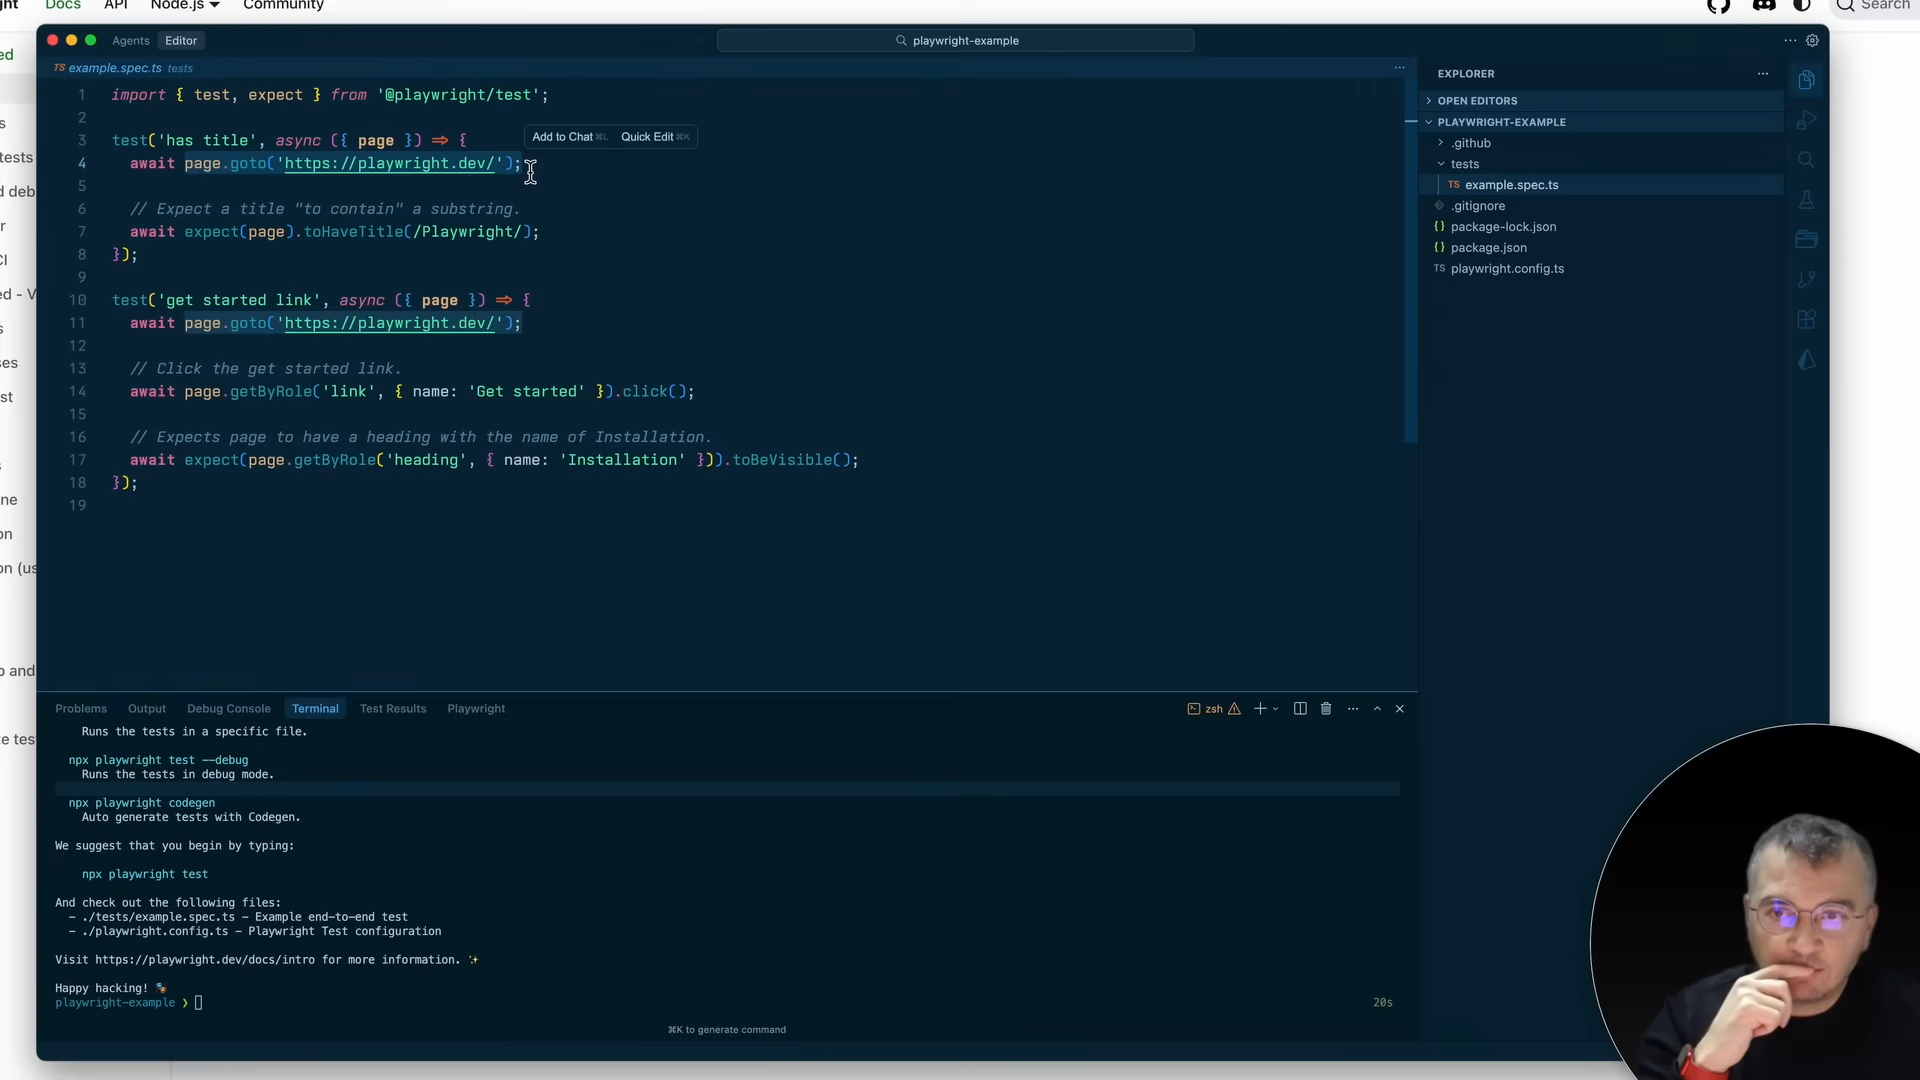 ght Docs API Node.js Community Search
Agents Editor playwright-example
TS example.spec.ts tests
1 import { test, expect } from '@playwright/test';
2
3 test('has title', async ({ page }) => {
Add to Chat ⌘L Quick Edit ⌘K
4 await page.goto('https://playwright.dev/');
5
6 // Expect a title "to contain" a substring.
7 await expect(page).toHaveTitle(/Playwright/);
8 });
9
10 test('get started link', async ({ page }) => {
11 await page.goto('https://playwright.dev/');
12
13 // Click the get started link.
14 await page.getByRole('link', { name: 'Get started' }).click();
15
16 // Expects page to have a heading with the name of Installation.
17 await expect(page.getByRole('heading', { name: 'Installation' })).toBeVisible();
18 });
19
EXPLORER
OPEN EDITORS
PLAYWRIGHT-EXAMPLE
.github
tests
TS example.spec.ts
.gitignore
{} package-lock.json
{} package.json
TS playwright.config.ts
Problems Output Debug Console Terminal Test Results Playwright zsh
Runs the tests in a specific file.
npx playwright test --debug
Runs the tests in debug mode.
npx playwright codegen
Auto generate tests with Codegen.
We suggest that you begin by typing:
npx playwright test
And check out the following files:
- ./tests/example.spec.ts - Example end-to-end test
- ./playwright.config.ts - Playwright Test configuration
Visit https://playwright.dev/docs/intro for more information. ✨
Happy hacking! 🎭
playwright-example ❯ 20s
⌘K to generate command